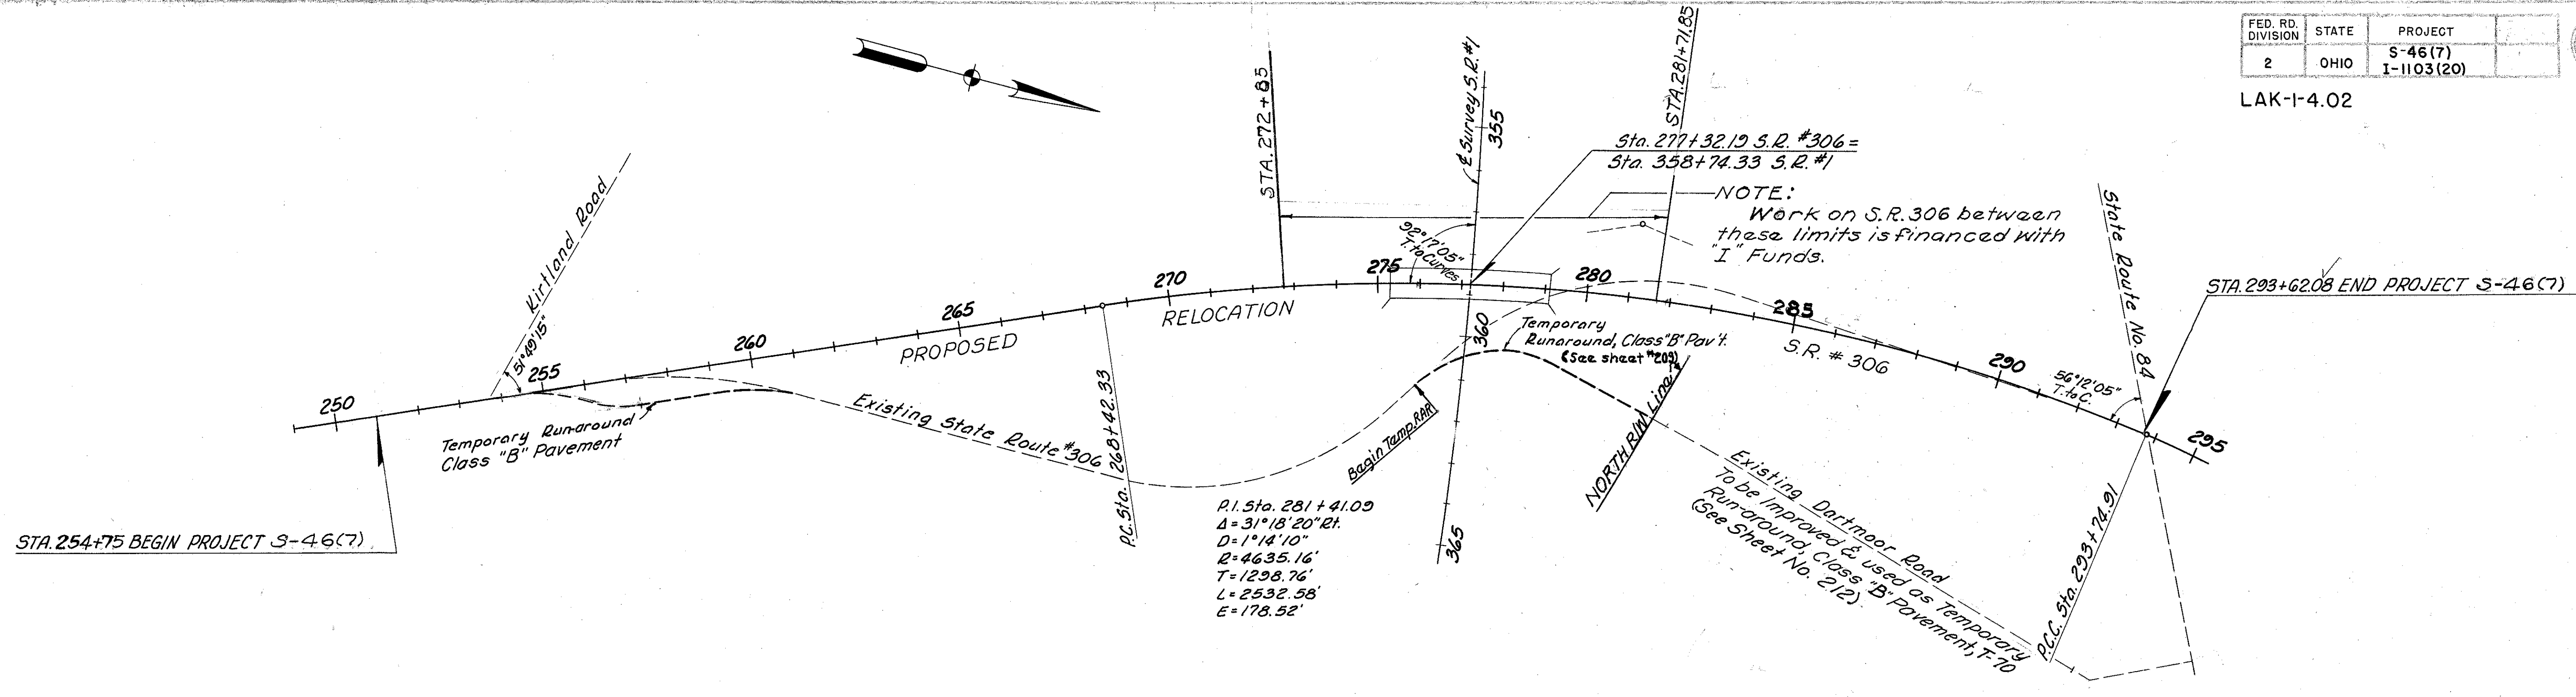 FED. RD. DIVISION STATE PROJECT
2 OHIO S-46(7)
I-1103(20)
LAK-1-4.02
STA. 272+85
℄ Survey S.R.#1
355
STA. 281+71.85
Sta. 277+32.19 S.R. #306 =
Sta. 358+74.33 S.R. #1
NOTE:
Work on S.R. 306 between
these limits is financed with
"I" Funds.
92°17'05"
T. to Curves
Kirtland Road
51°49'15"
State Route No. 84
56°12'05"
T. to C.
STA. 293+62.08 END PROJECT S-46(7)
250
255
260
265
270
275
280
285
290
295
PROPOSED
RELOCATION
S.R. # 306
360
365
Temporary
Runaround, Class "B" Pav't.
(See sheet #209)
NORTH R/W Line
Begin Temp. RAR
Temporary Run-around
Class "B" Pavement
Existing State Route #306
P.C. Sta. 268+42.33
STA. 254+75 BEGIN PROJECT S-46(7)
P.I. Sta. 281+41.09
Δ=31°18'20" Rt.
D=1°14'10"
R=4635.16'
T=1298.76'
L=2532.58'
E=178.52'
Existing Dartmoor Road
To be Improved & used as Temporary
Run-around, Class "B" Pavement, T-70
(See Sheet No. 212)
P.C.C. Sta. 293+74.91